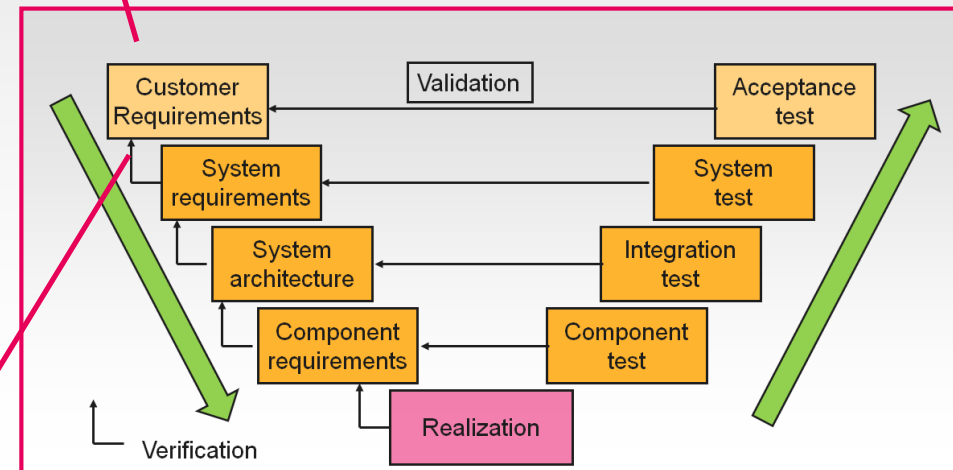 Customer
Requirements
Validation
Acceptance
test
System
requirements
System
test
System
architecture
Integration
test
Component
requirements
Component
test
Realization
Verification